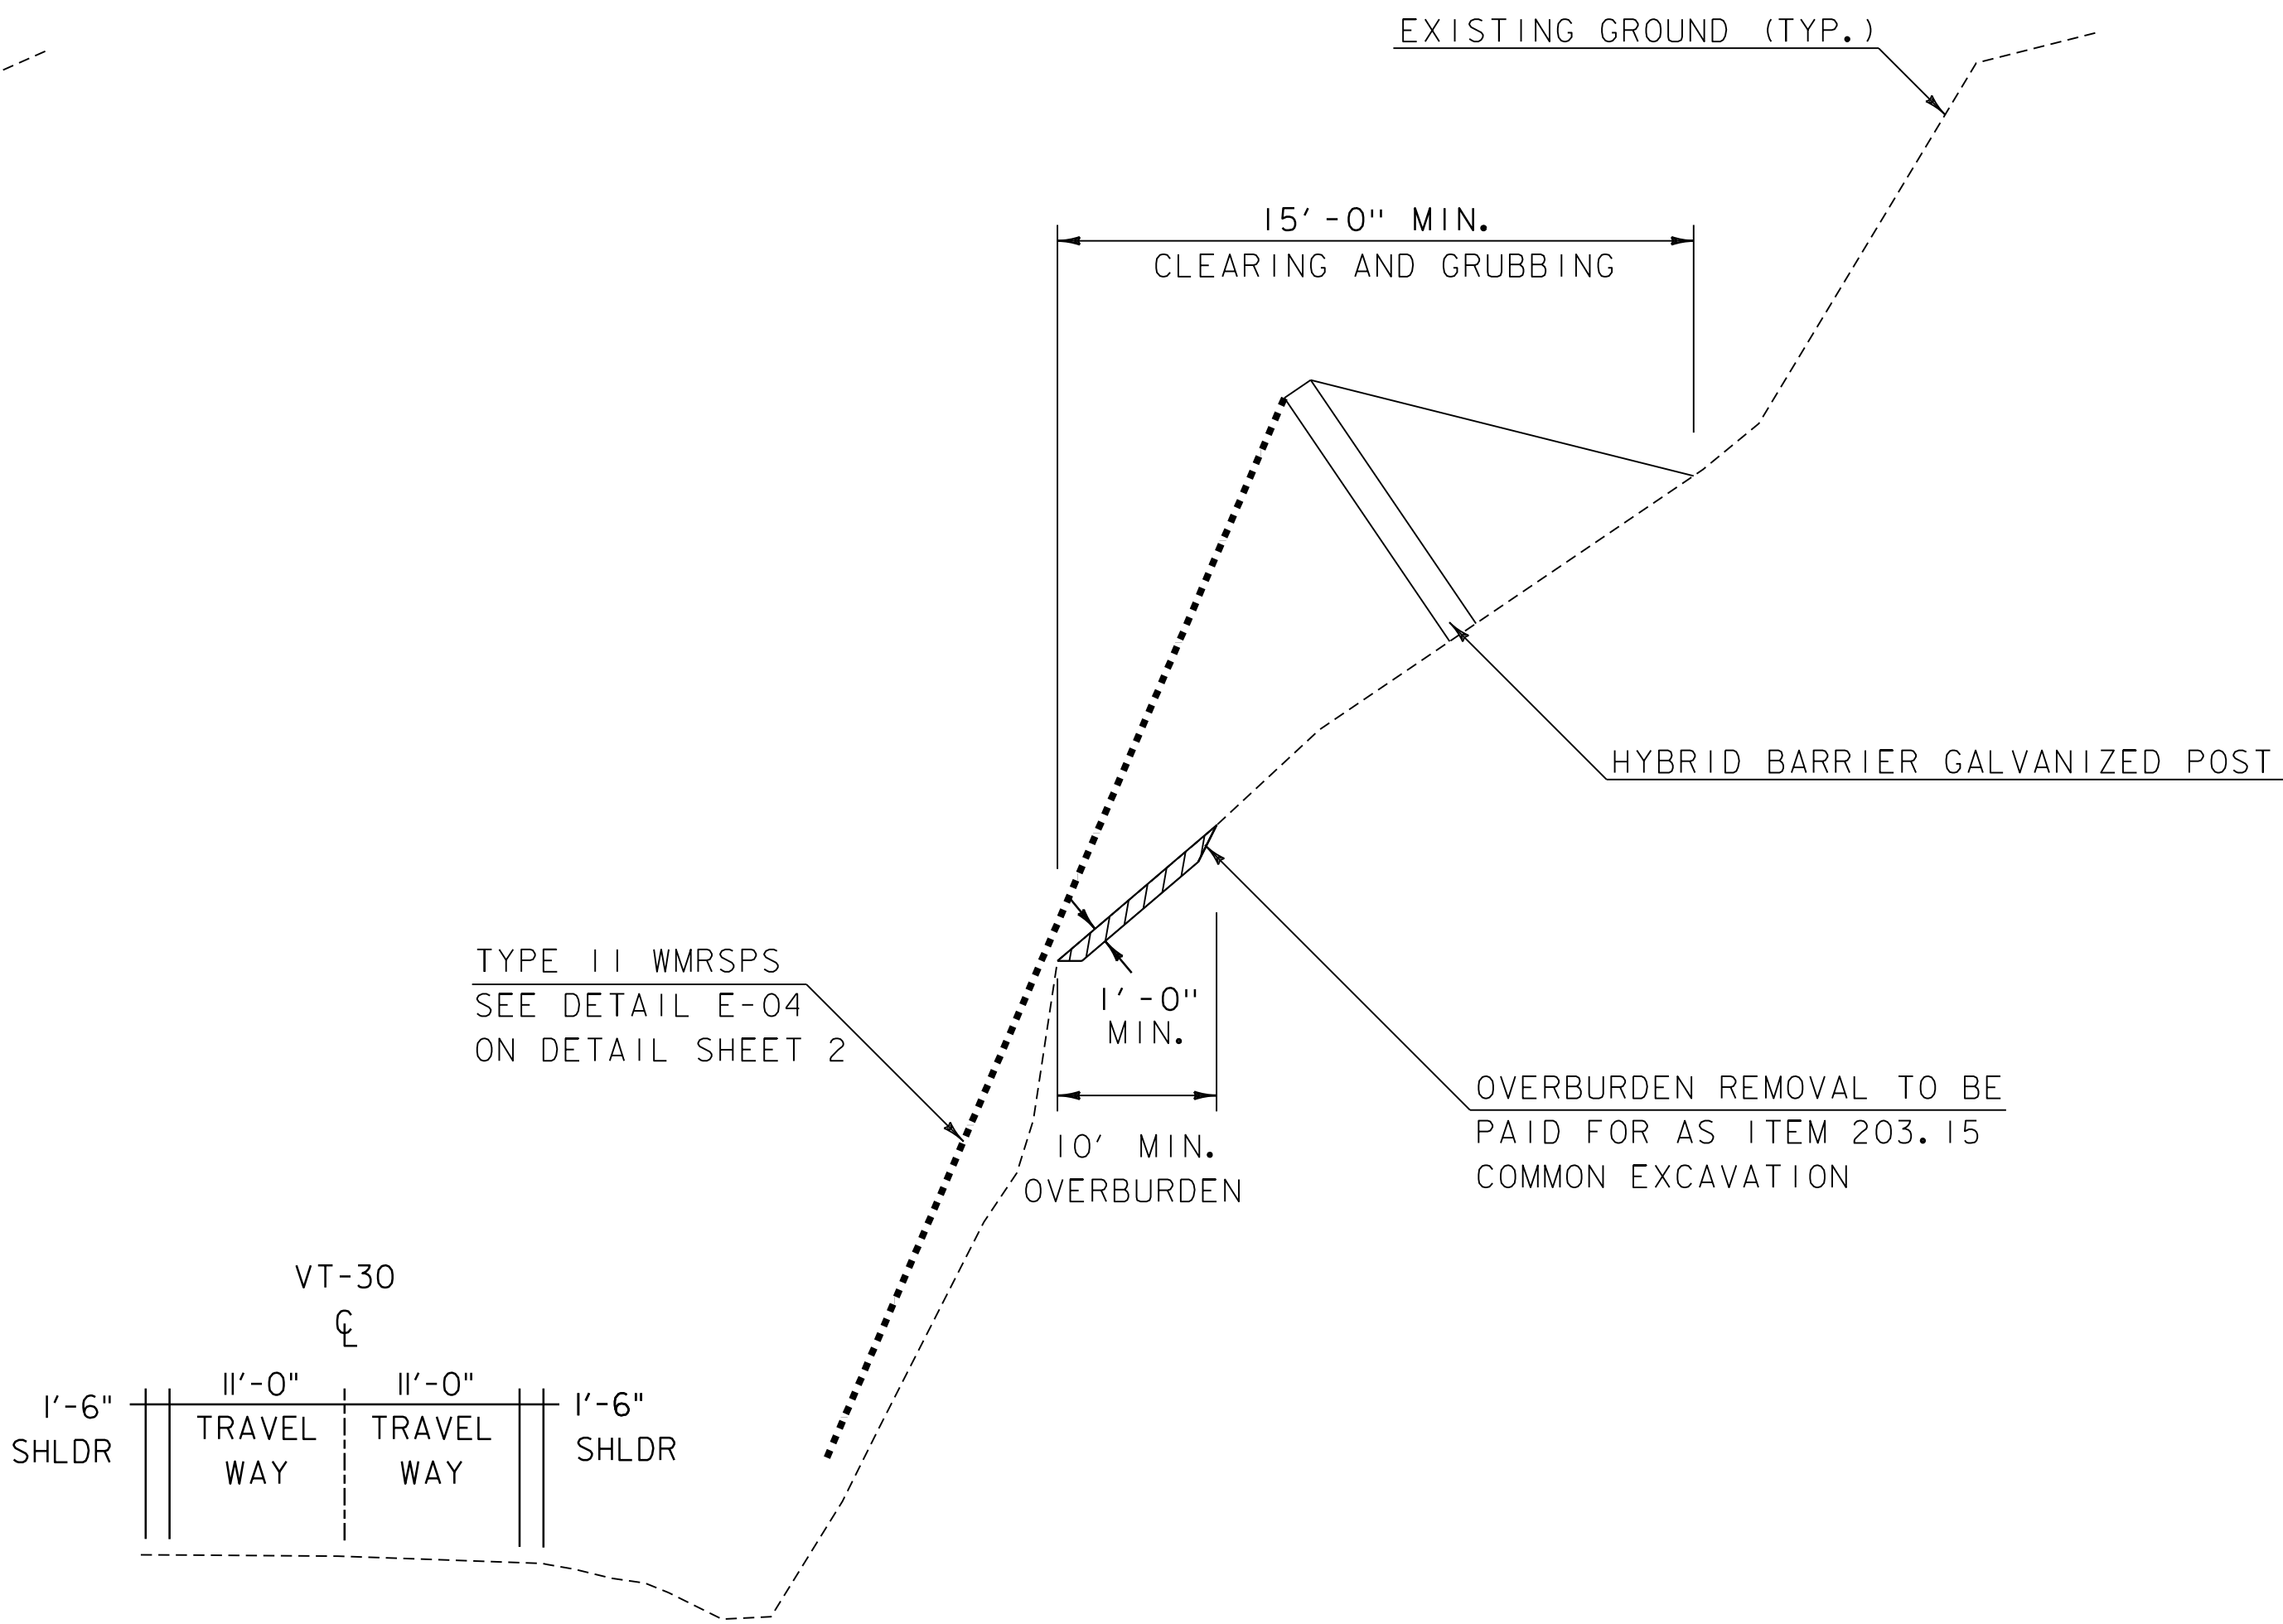 EXISTING GROUND (TYP.)
15'-0" MIN.
CLEARING AND GRUBBING
HYBRID BARRIER GALVANIZED POST
TYPE II WMRSPS
SEE DETAIL E-04
ON DETAIL SHEET 2
1'-0"
MIN.
10' MIN.
OVERBURDEN
OVERBURDEN REMOVAL TO BE
PAID FOR AS ITEM 203.15
COMMON EXCAVATION
VT-30
℄
1'-6"
SHLDR
11'-0"
TRAVEL
WAY
11'-0"
TRAVEL
WAY
1'-6"
SHLDR